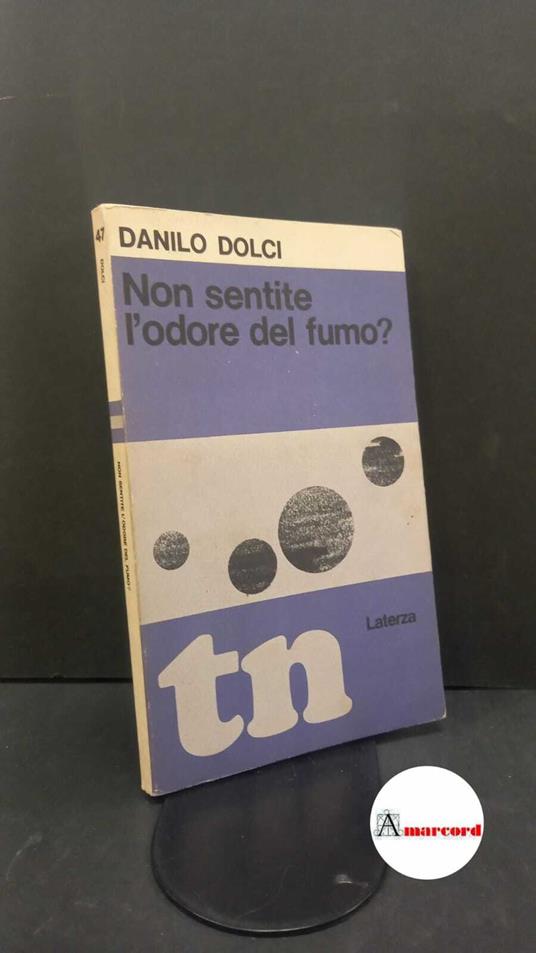 47
DOLCI
NON SENTITE L'ODORE DEL FUMO?
DANILO DOLCI
Non sentite
l'odore del fumo?
Laterza
tn
Amarcord